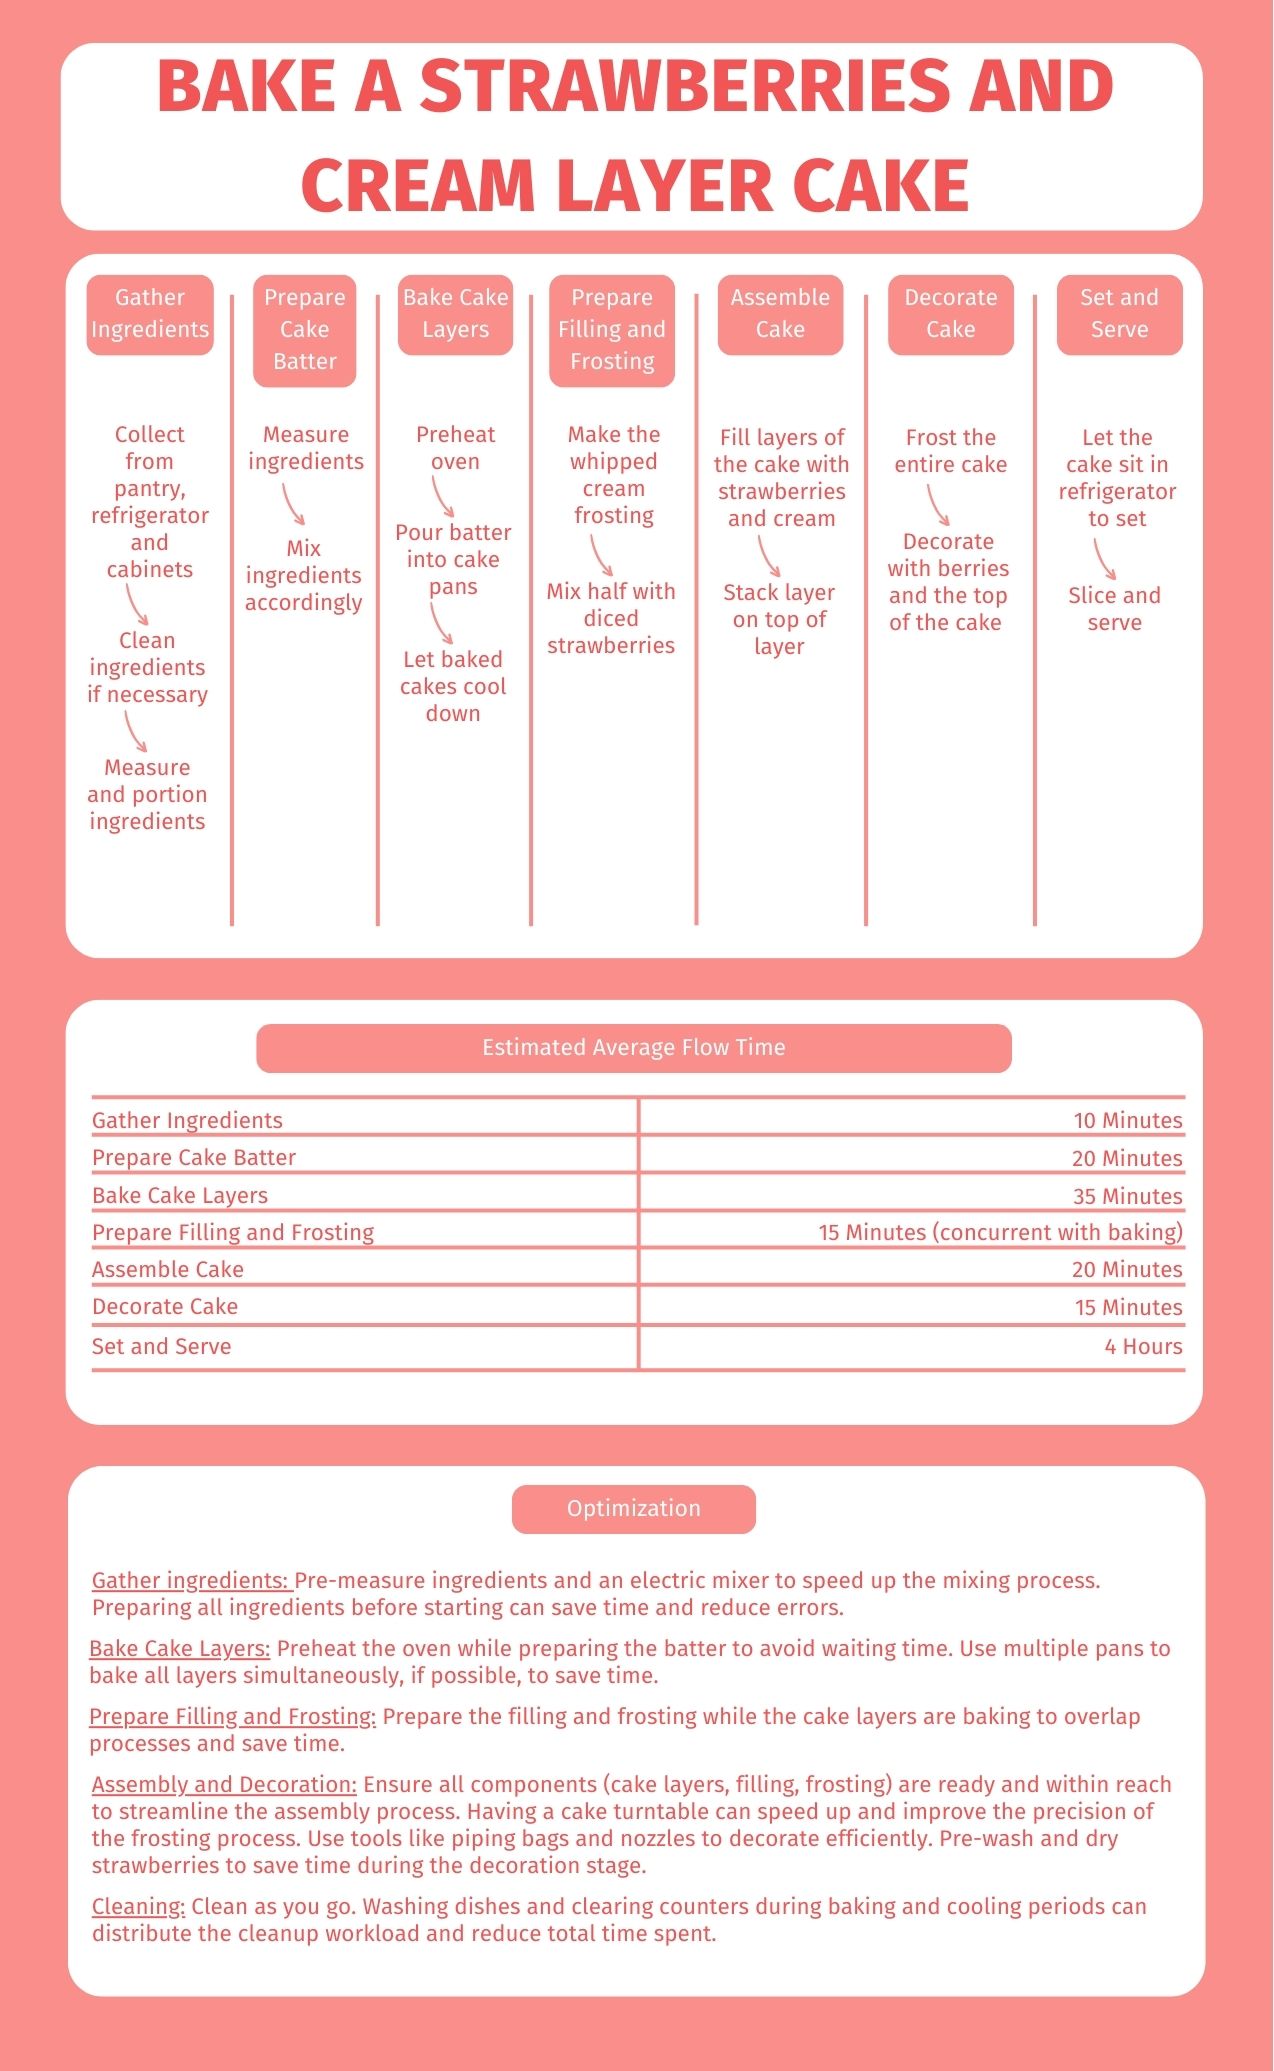 BAKE A STRAWBERRIES AND
CREAM LAYER CAKE
Gather
Ingredients
Collect
from
pantry,
refrigerator
and
cabinets
Clean
ingredients
if necessary
Measure
and portion
ingredients
Prepare
Cake
Batter
Measure
ingredients
Mix
ingredients
accordingly
Bake Cake
Layers
Preheat
oven
Pour batter
into cake
pans
Let baked
cakes cool
down
Prepare
Filling and
Frosting
Make the
whipped
cream
frosting
Mix half with
diced
strawberries
Assemble
Cake
Fill layers of
the cake with
strawberries
and cream
Stack layer
on top of
layer
Decorate
Cake
Frost the
entire cake
Decorate
with berries
and the top
of the cake
Set and
Serve
Let the
cake sit in
refrigerator
to set
Slice and
serve
Estimated Average Flow Time
Gather Ingredients 10 Minutes
Prepare Cake Batter 20 Minutes
Bake Cake Layers 35 Minutes
Prepare Filling and Frosting 15 Minutes (concurrent with baking)
Assemble Cake 20 Minutes
Decorate Cake 15 Minutes
Set and Serve 4 Hours
Optimization
Gather ingredients: Pre-measure ingredients and an electric mixer to speed up the mixing process.
Preparing all ingredients before starting can save time and reduce errors.
Bake Cake Layers: Preheat the oven while preparing the batter to avoid waiting time. Use multiple pans to
bake all layers simultaneously, if possible, to save time.
Prepare Filling and Frosting: Prepare the filling and frosting while the cake layers are baking to overlap
processes and save time.
Assembly and Decoration: Ensure all components (cake layers, filling, frosting) are ready and within reach
to streamline the assembly process. Having a cake turntable can speed up and improve the precision of
the frosting process. Use tools like piping bags and nozzles to decorate efficiently. Pre-wash and dry
strawberries to save time during the decoration stage.
Cleaning: Clean as you go. Washing dishes and clearing counters during baking and cooling periods can
distribute the cleanup workload and reduce total time spent.